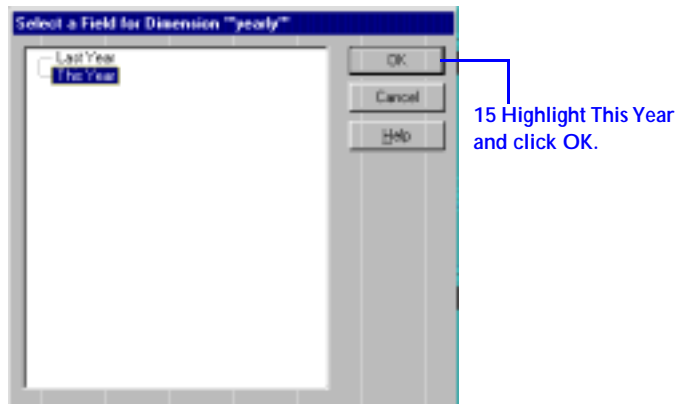 Select a Field for Dimension ""yearly""
Last Year
This Year
OK
Cancel
Help
15 Highlight This Year
and click OK.